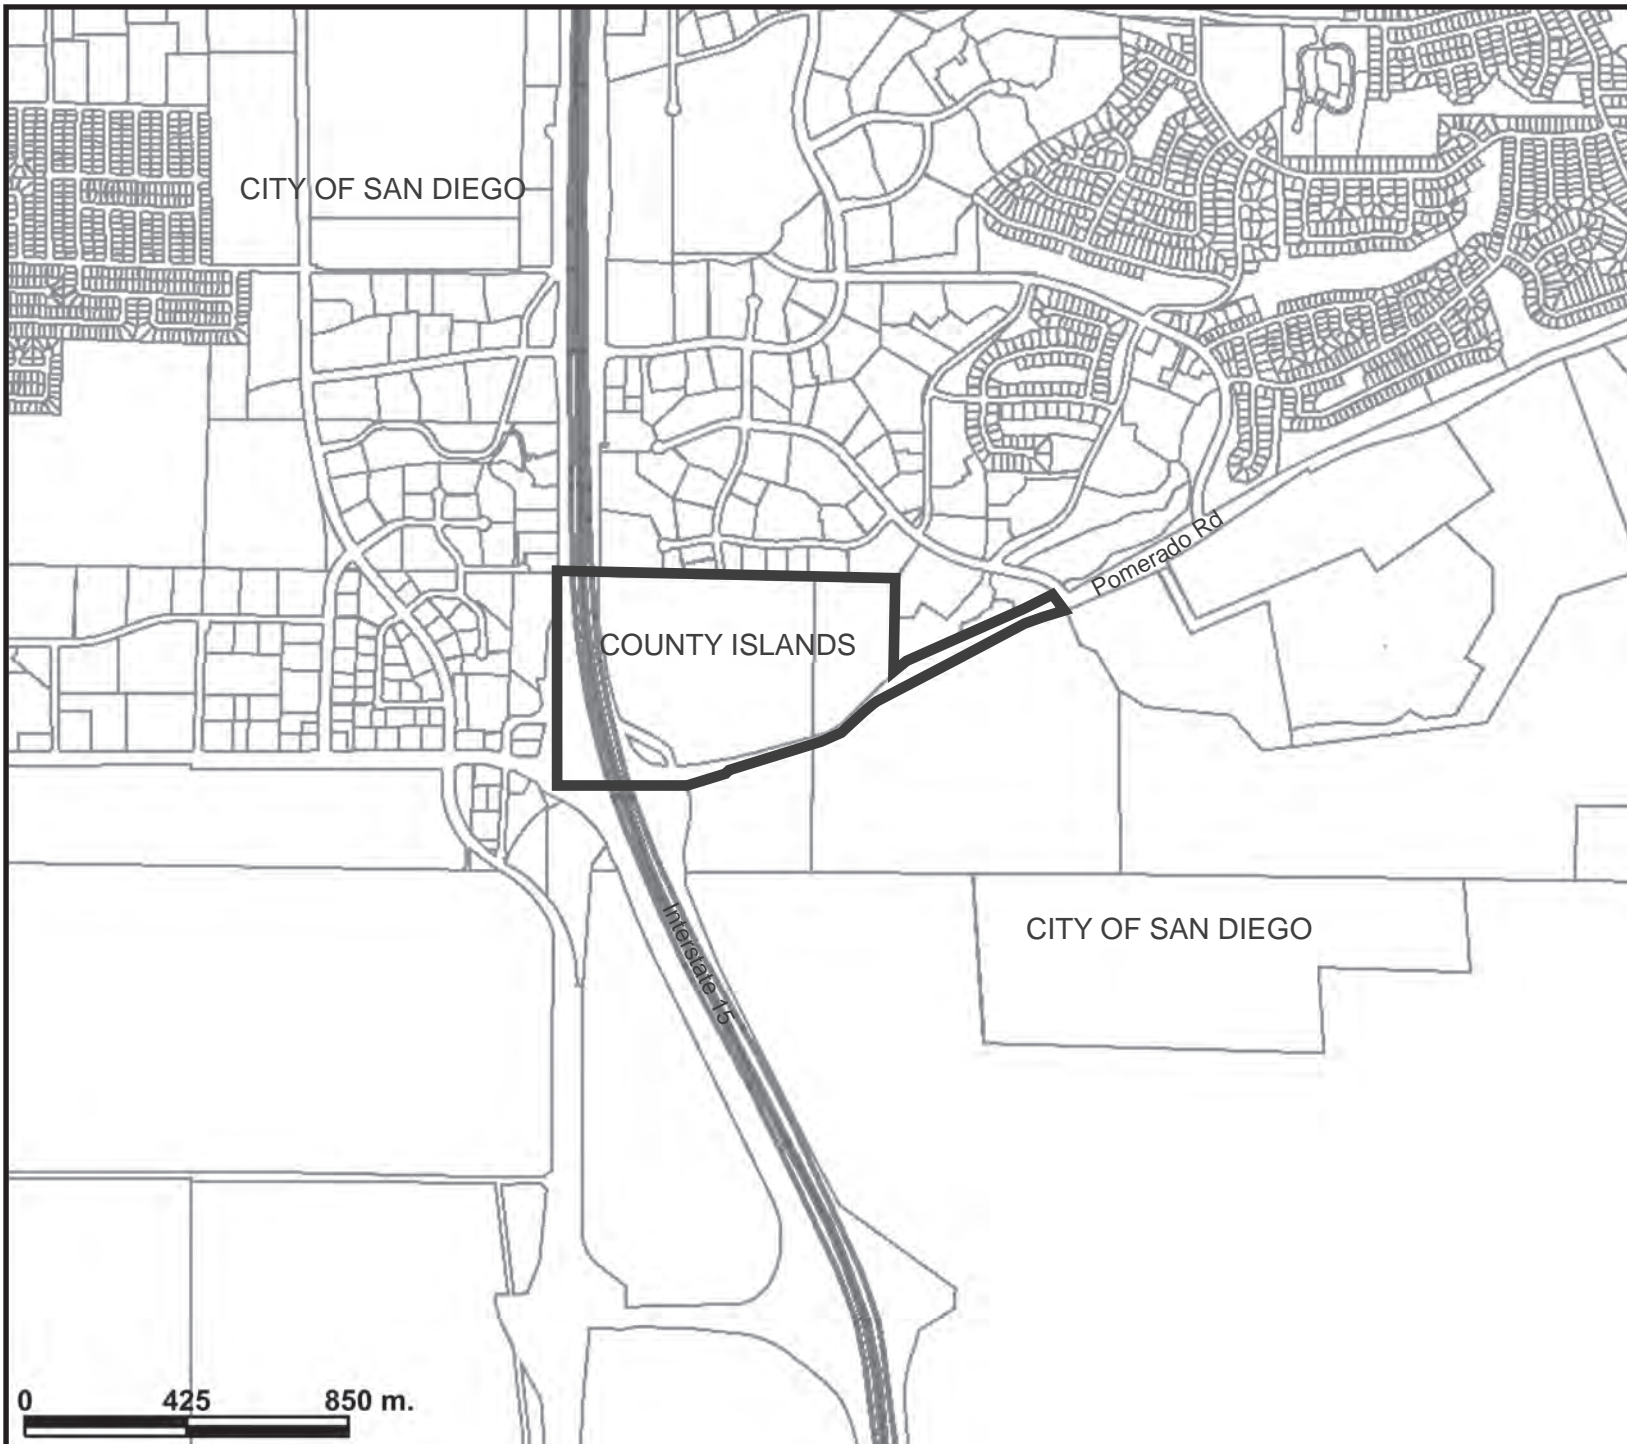 CITY OF SAN DIEGO
Pomerado Rd
COUNTY ISLANDS
CITY OF SAN DIEGO
Interstate 15
0 425 850 m.